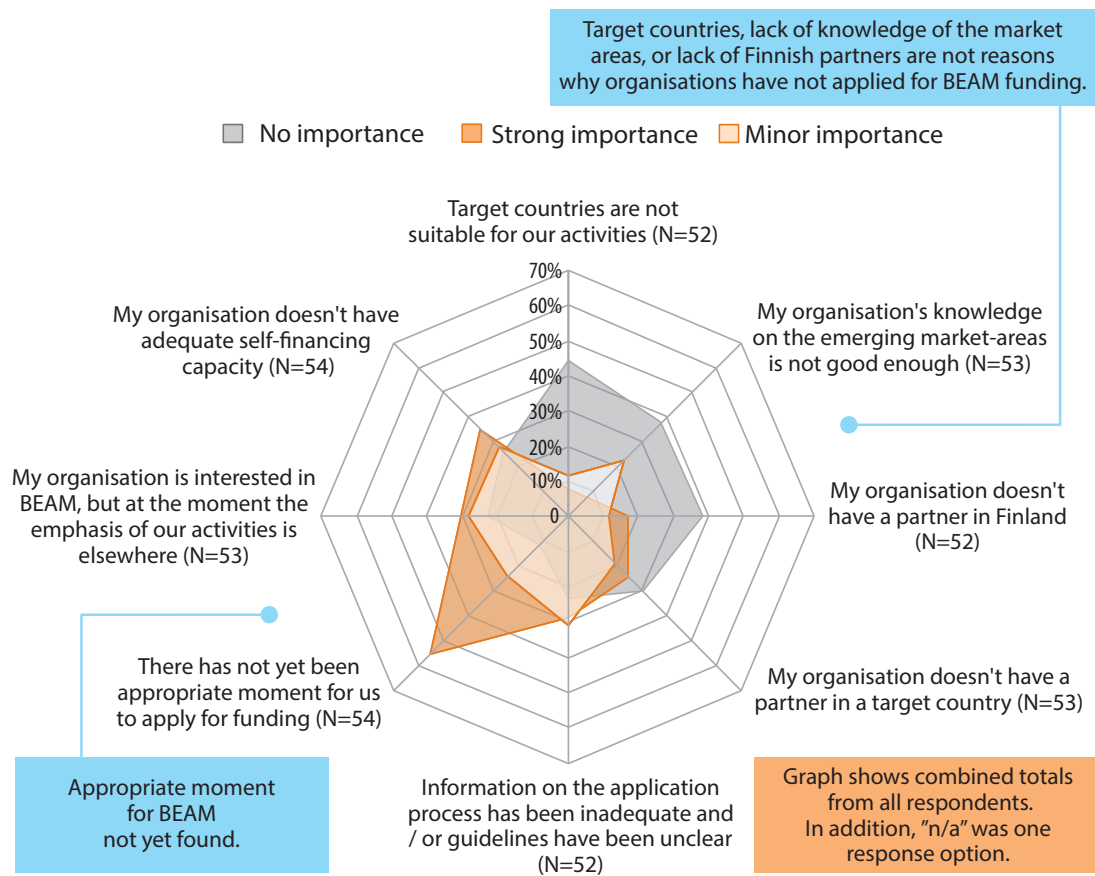 Target countries, lack of knowledge of the market
areas, or lack of Finnish partners are not reasons
why organisations have not applied for BEAM funding.
No importance
Strong importance
Minor importance
Target countries are not
suitable for our activities (N=52)
70%
60%
50%
40%
30%
20%
10%
0
My organisation's knowledge
on the emerging market-areas
is not good enough (N=53)
My organisation doesn't
have a partner in Finland
(N=52)
My organisation doesn't have a
partner in a target country (N=53)
Information on the application
process has been inadequate and
/ or guidelines have been unclear
(N=52)
There has not yet been
appropriate moment for us
to apply for funding (N=54)
My organisation is interested in
BEAM, but at the moment the
emphasis of our activities is
elsewhere (N=53)
My organisation doesn't have
adequate self-financing
capacity (N=54)
Appropriate moment
for BEAM
not yet found.
Graph shows combined totals
from all respondents.
In addition, ”n/a” was one
response option.